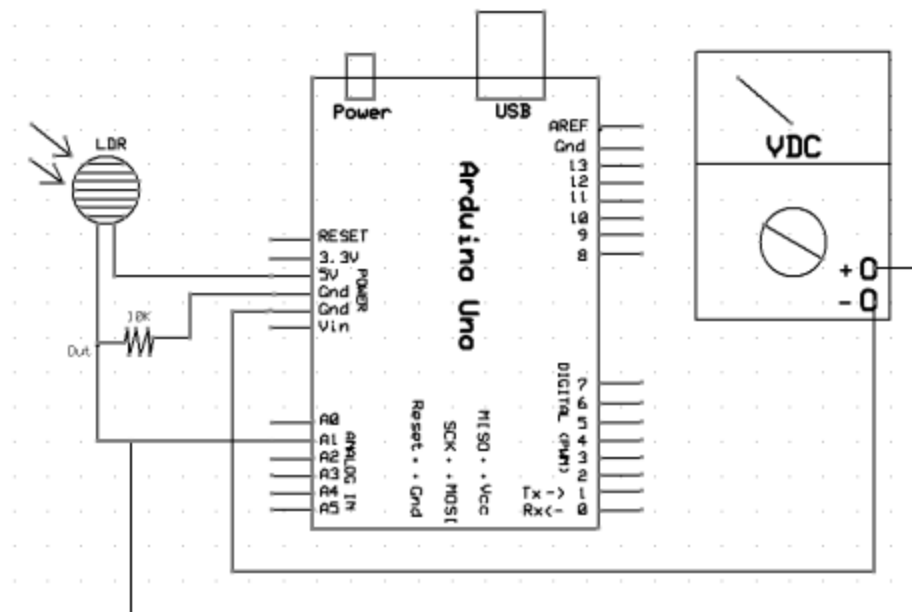 Power
USB
LDR
AREF
Gnd
13
12
11
10
9
8
VDC
+
-
Arduino Uno
RESET
3.3V
5V
Gnd
Gnd
Vin
POWER
10K
Out
A0
A1
A2
A3
A4
A5
ANALOG IN
Reset • • Gnd
SCK • • MOSI
MISO • • Vcc
DIGITAL (PWM)
7
6
5
4
3
2
Tx -> 1
Rx<- 0